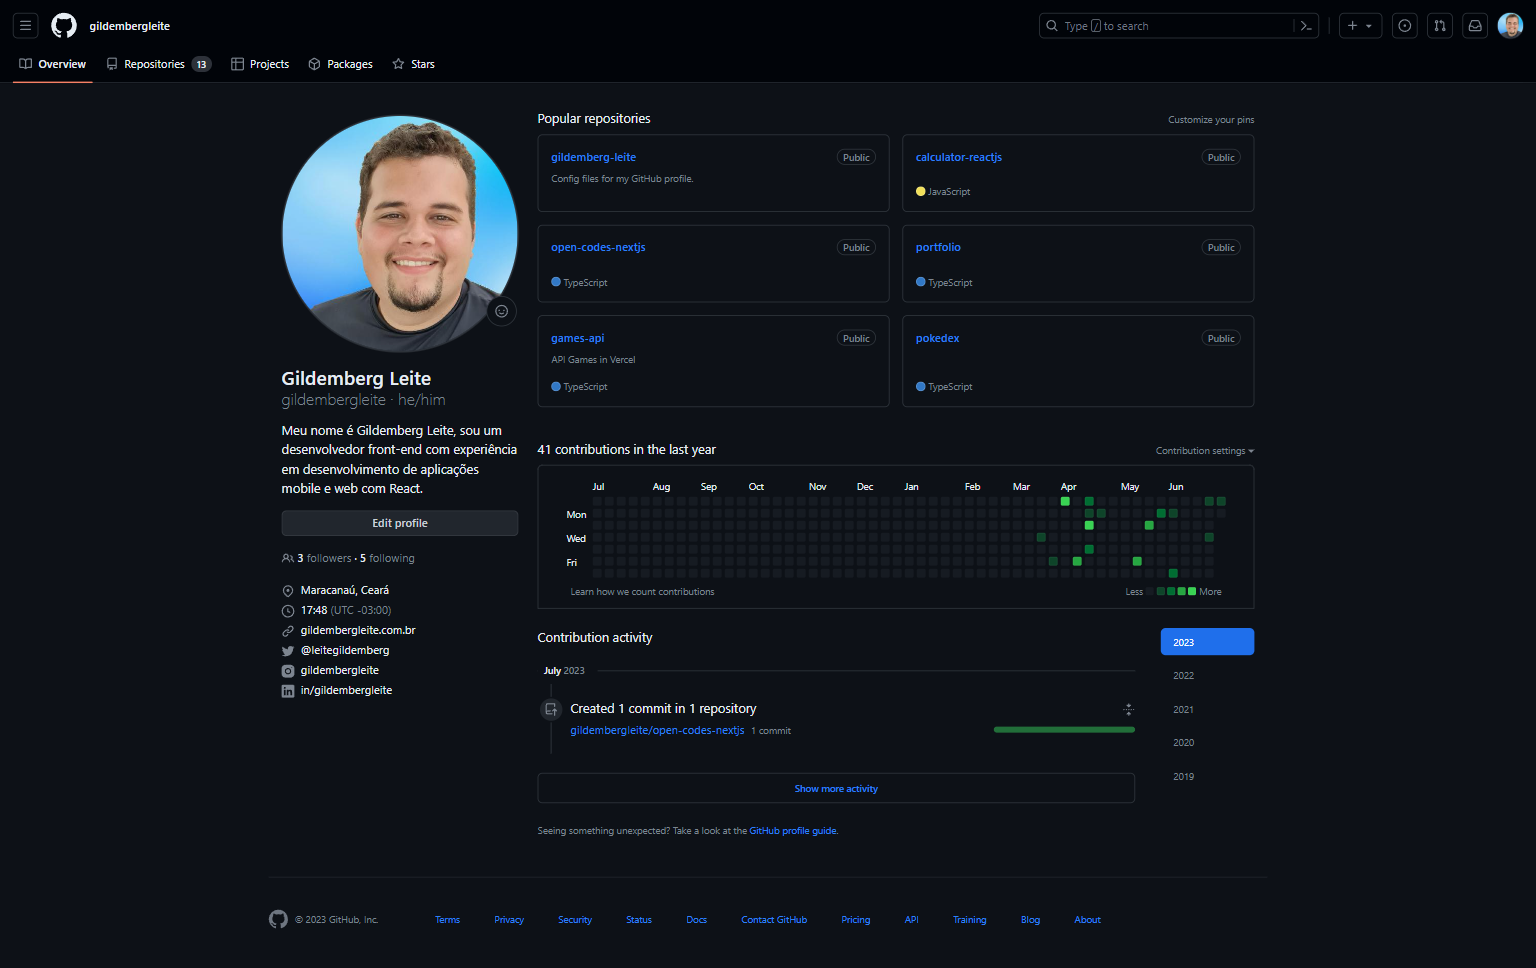 gildembergleite
Type / to search
Overview
Repositories 13
Projects
Packages
Stars
Gildemberg Leite
gildembergleite · he/him
Meu nome é Gildemberg Leite, sou um
desenvolvedor front-end com experiência
em desenvolvimento de aplicações
mobile e web com React.
Edit profile
3 followers · 5 following
Maracanaú, Ceará
17:48 (UTC -03:00)
gildembergleite.com.br
@leitegildemberg
gildembergleite
in/gildembergleite
Popular repositories
Customize your pins
gildemberg-leite
Public
Config files for my GitHub profile.
calculator-reactjs
Public
JavaScript
open-codes-nextjs
Public
TypeScript
portfolio
Public
TypeScript
games-api
Public
API Games in Vercel
TypeScript
pokedex
Public
TypeScript
41 contributions in the last year
Contribution settings
Jul Aug Sep Oct Nov Dec Jan Feb Mar Apr May Jun
Mon
Wed
Fri
Learn how we count contributions
Less More
Contribution activity
2023
2022
2021
2020
2019
July 2023
Created 1 commit in 1 repository
gildembergleite/open-codes-nextjs 1 commit
Show more activity
Seeing something unexpected? Take a look at the GitHub profile guide.
© 2023 GitHub, Inc.
Terms
Privacy
Security
Status
Docs
Contact GitHub
Pricing
API
Training
Blog
About